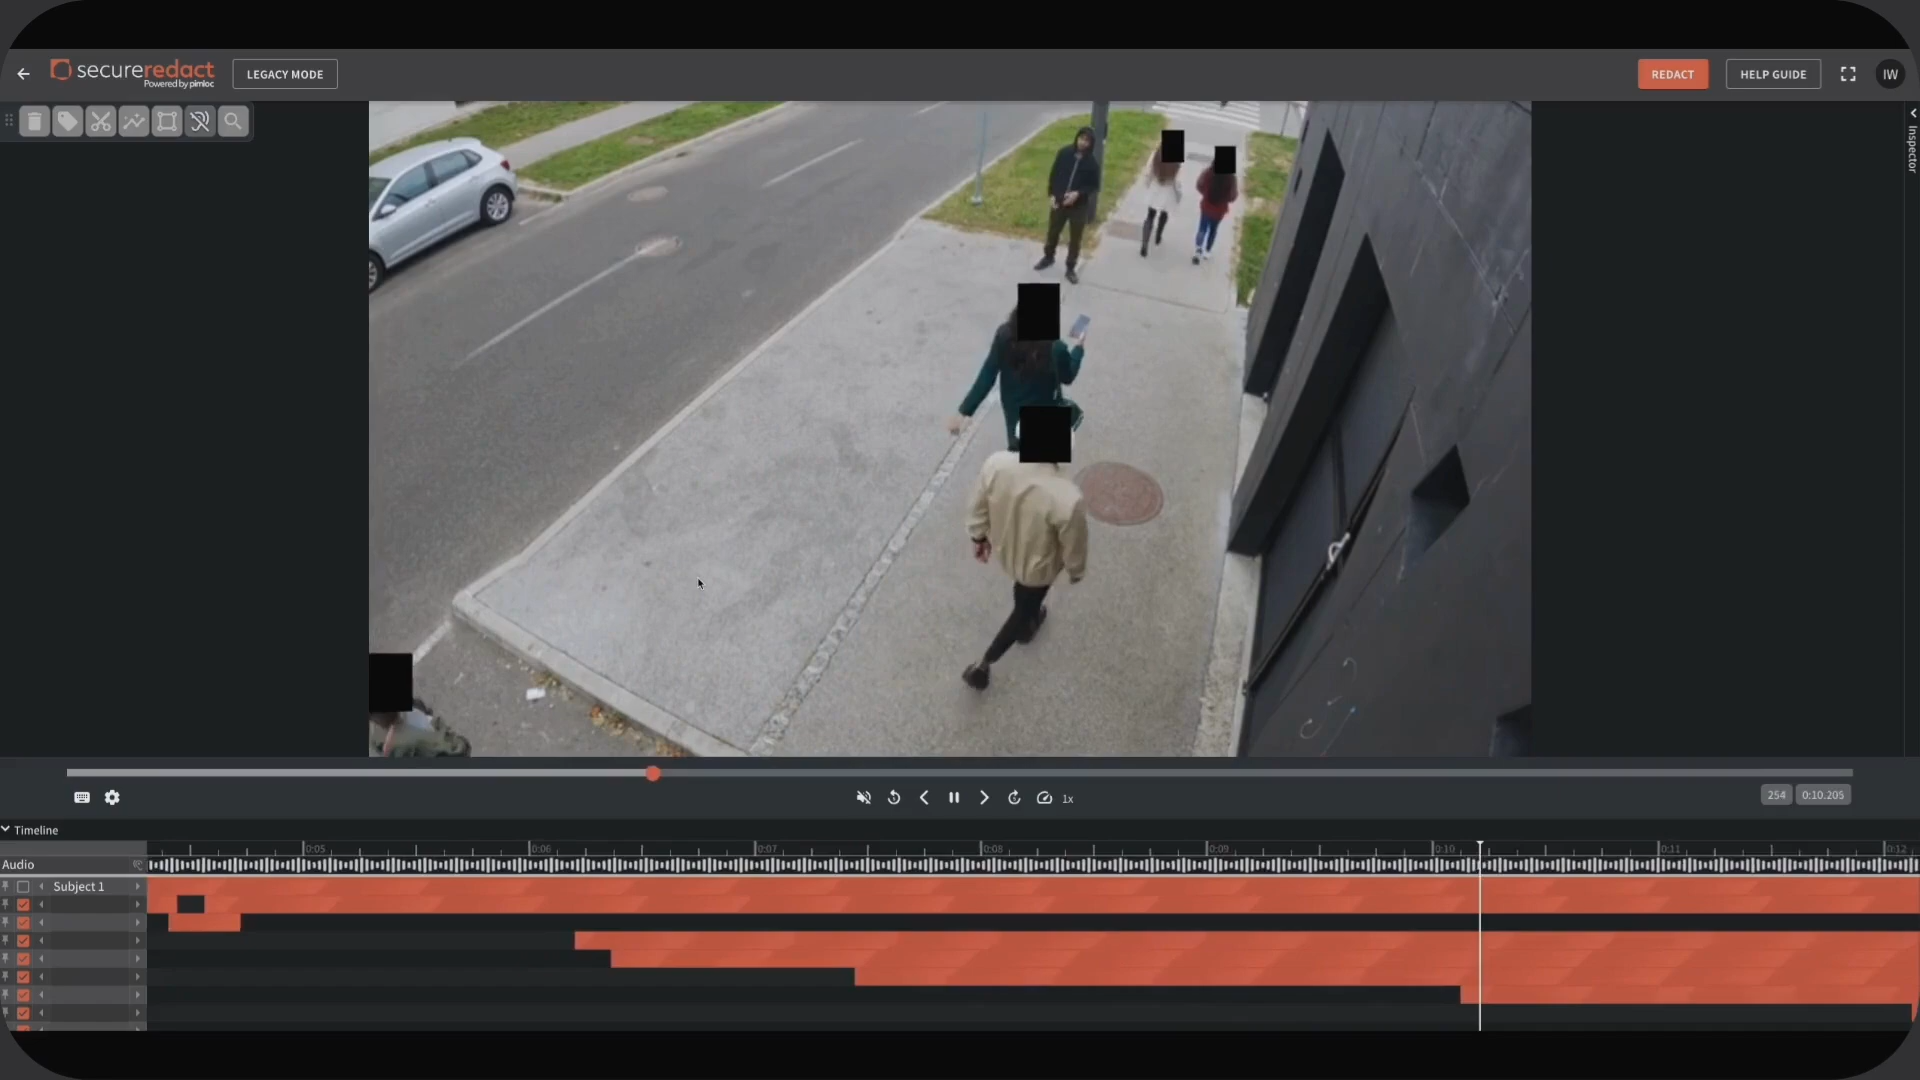 secureredact
Powered by pimloc
LEGACY MODE
REDACT
HELP GUIDE
IW
Inspector
1x
254
0:10.205
Timeline
0:05
0:06
0:07
0:08
0:09
0:10
0:11
0:12
Audio
Subject 1